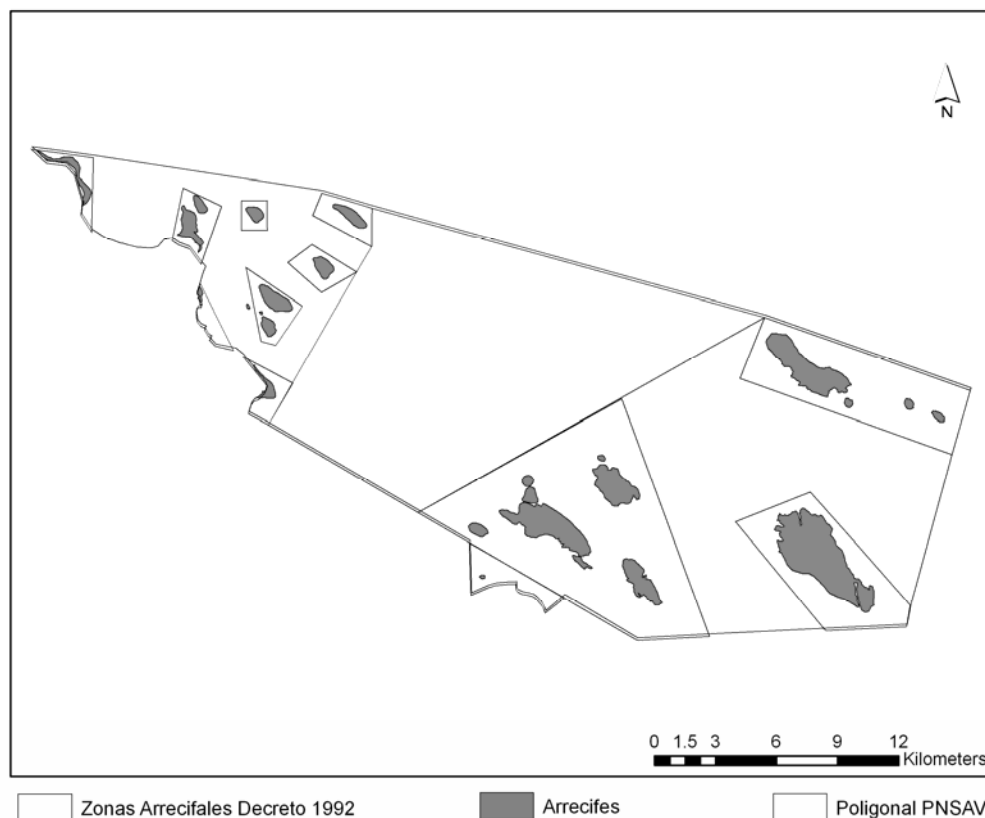 N
0 1.5 3 6 9 12
Kilometers
Zonas Arrecifales Decreto 1992
Arrecifes
Poligonal PNSAV